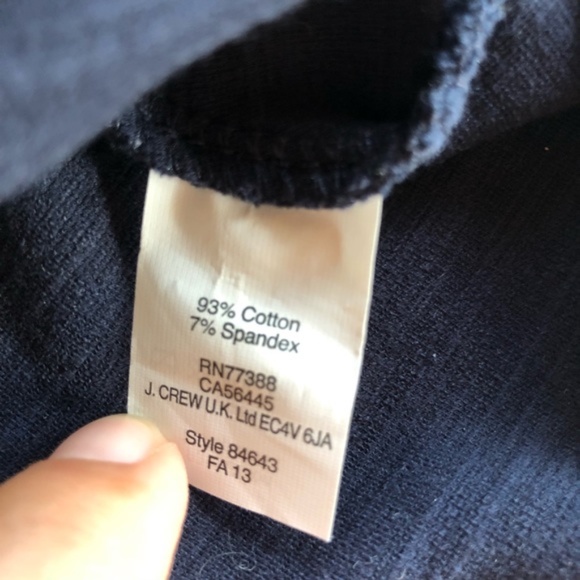 93% Cotton
7% Spandex
RN77388
CA56445
J. CREW U.K. Ltd EC4V 6JA
Style 84643
FA 13